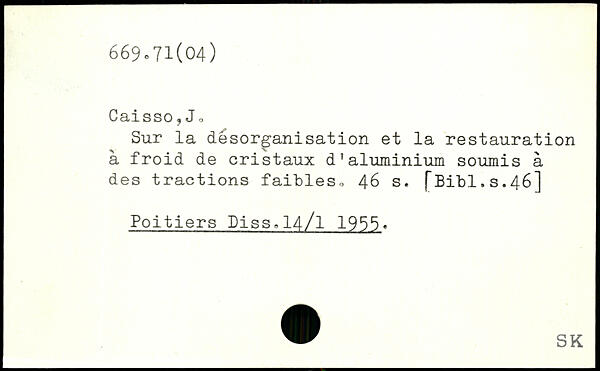 669.71(04)
Caisso,J.
Sur la désorganisation et la restauration
à froid de cristaux d'aluminium soumis à
des tractions faibles. 46 s. [Bibl.s.46]
Poitiers Diss.14/1 1955.
SK